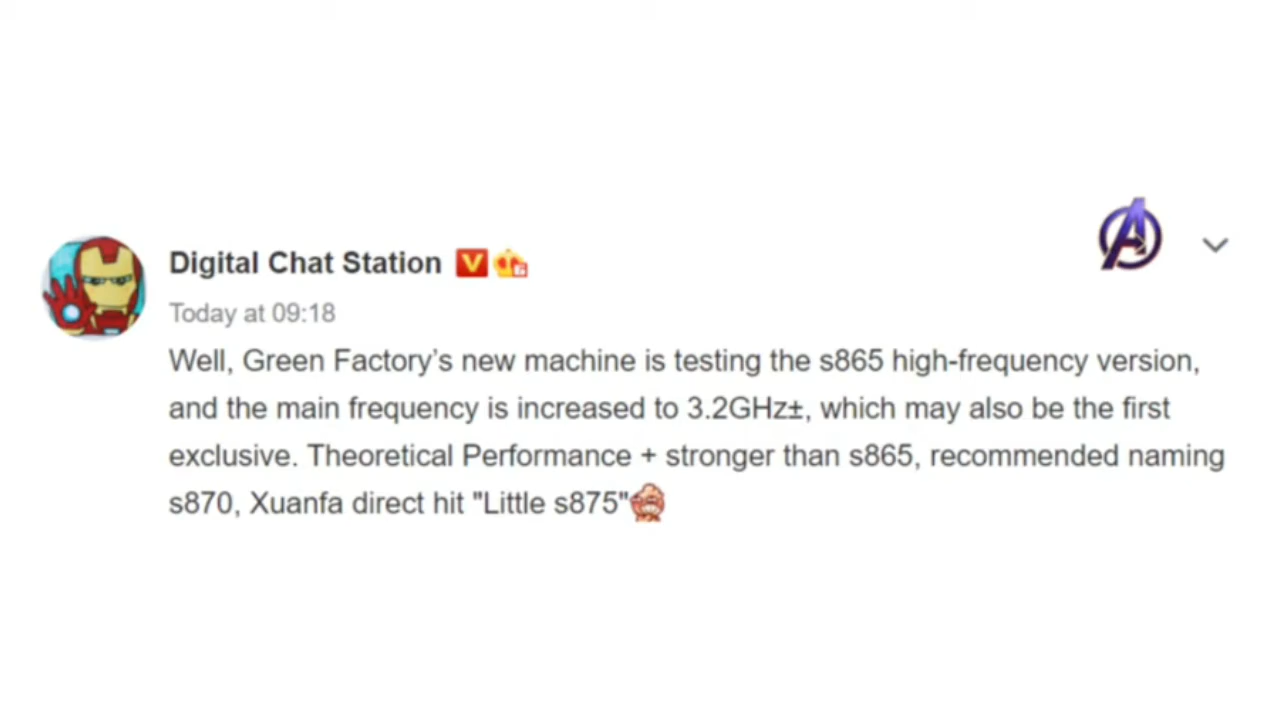 Digital Chat Station
Today at 09:18
Well, Green Factory’s new machine is testing the s865 high-frequency version,
and the main frequency is increased to 3.2GHz±, which may also be the first
exclusive. Theoretical Performance + stronger than s865, recommended naming
s870, Xuanfa direct hit "Little s875"